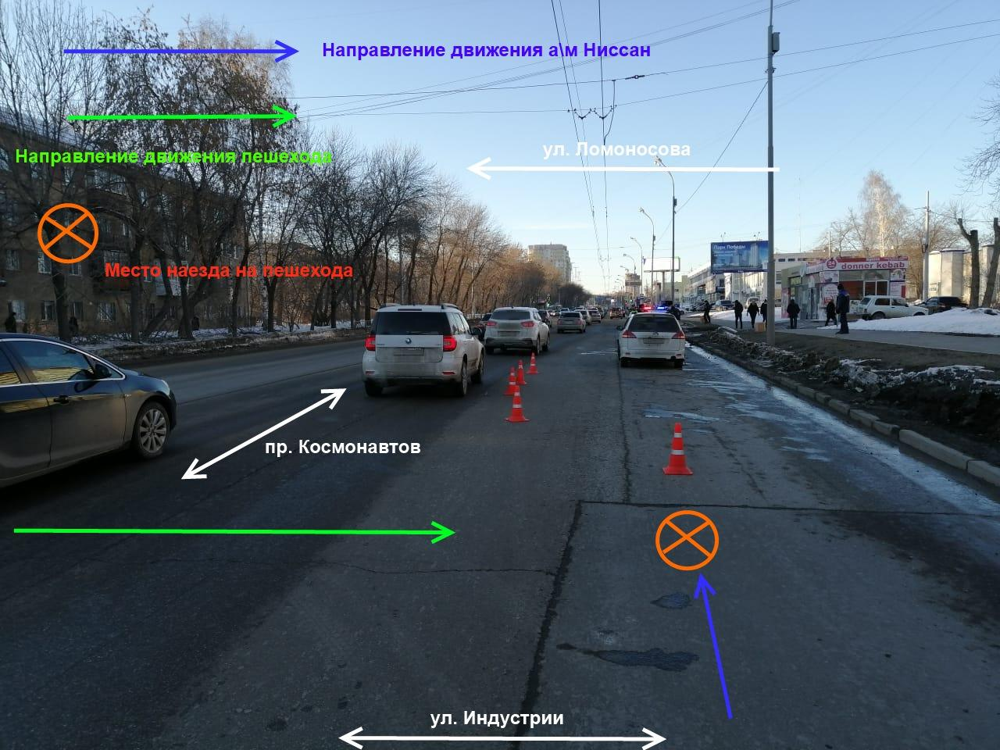 Направление движения а\м Ниссан
Направление движения пешехода
ул. Ломоносова
Место наезда на пешехода
Парк Победы
donner kebab
пр. Космонавтов
ул. Индустрии